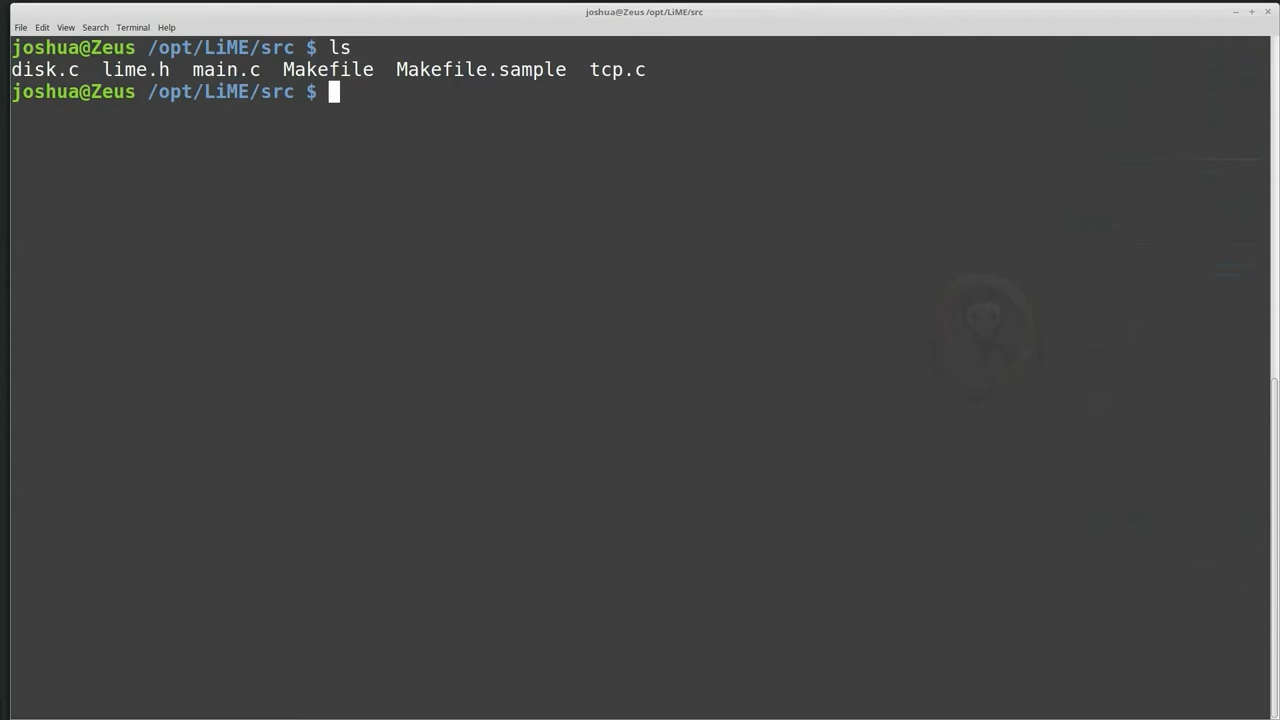 joshua@Zeus /opt/LiME/src
File Edit View Search Terminal Help
joshua@Zeus /opt/LiME/src $ ls
disk.c lime.h main.c Makefile Makefile.sample tcp.c
joshua@Zeus /opt/LiME/src $